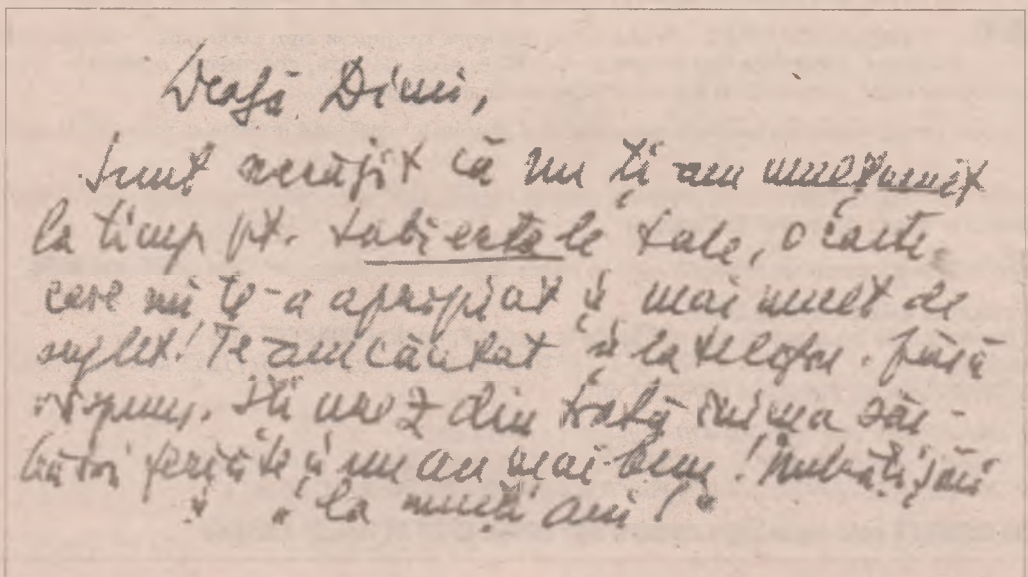 Dragă Dinu,
Sunt necăjit că nu ți-am mulțumit
la timp pt. tale, o carte
care mi te-a apropiat și mai mult de
suflet! Te-am căutat și la telefon. fără
răspuns. Îți urez din toată inima săr-
bători fericite și un an mai bun! Îmbrățișări
și „la mulți ani!"